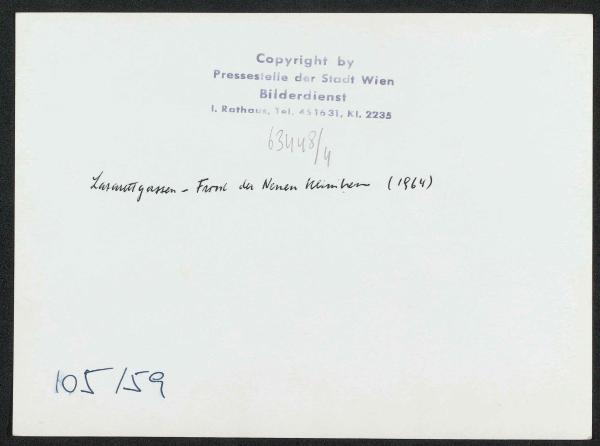 Copyright by
Pressestelle der Stadt Wien
Bilderdienst
I. Rathaus, Tel. 451631, Kl. 2235
63448/4
Lazarettgassen - Front der Neuen Kliniken (1964)
105/159